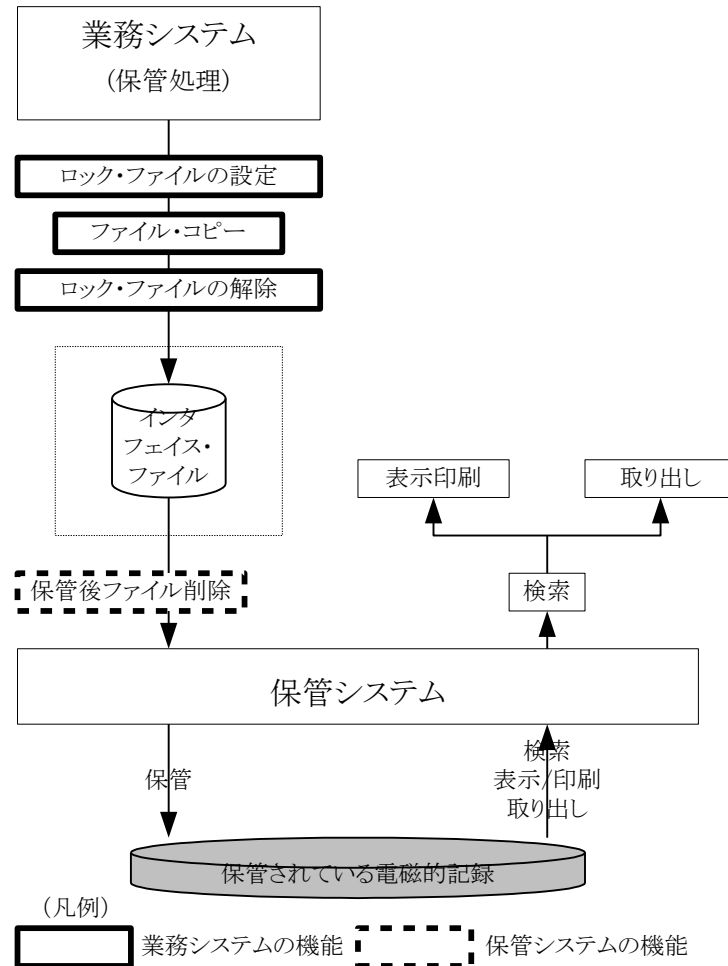 業務システム
(保管処理)
ロック・ファイルの設定
ファイル・コピー
ロック・ファイルの解除
インタ
フェイス・
ファイル
表示印刷
取り出し
保管後ファイル削除
検索
保管システム
保管
検索
表示/印刷
取り出し
保管されている電磁的記録
(凡例)
業務システムの機能
保管システムの機能